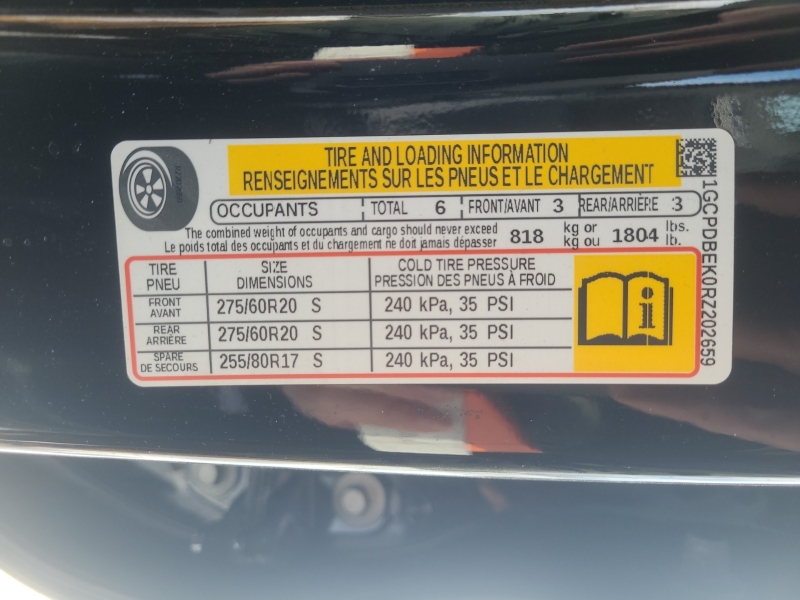 TIRE AND LOADING INFORMATION
RENSEIGNEMENTS SUR LES PNEUS ET LE CHARGEMENT
OCCUPANTS TOTAL 6 FRONT/AVANT 3 REAR/ARRIÈRE 3
The combined weight of occupants and cargo should never exceed 818 kg or 1804 lbs.
Le poids total des occupants et du chargement ne doit jamais dépasser kg ou lb.
TIRE SIZE COLD TIRE PRESSURE
PNEU DIMENSIONS PRESSION DES PNEUS À FROID
FRONT
AVANT 275/60R20 S 240 kPa, 35 PSI
REAR
ARRIÈRE 275/60R20 S 240 kPa, 35 PSI
SPARE
DE SECOURS 255/80R17 S 240 kPa, 35 PSI
i
1GCPDBEK0RZ202659